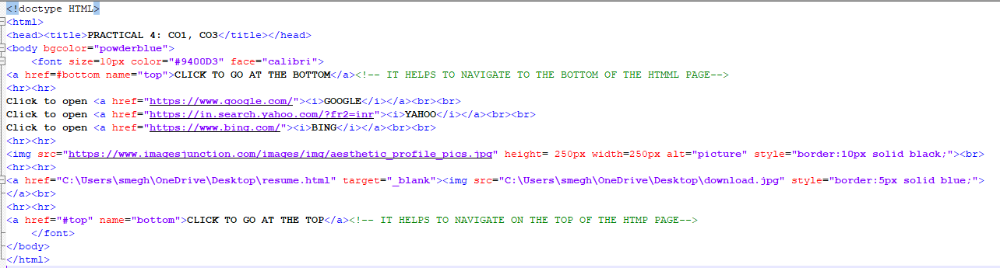 <!doctype HTML>
<html>
<head><title>PRACTICAL 4: CO1, CO3</title></head>
<body bgcolor="powderblue">
    <font size=10px color="#9400D3" face="calibri">
<a href=#bottom name="top">CLICK TO GO AT THE BOTTOM</a><!-- IT HELPS TO NAVIGATE TO THE BOTTOM OF THE HTMML PAGE-->
<hr><hr>
Click to open <a href="https://www.google.com/"><i>GOOGLE</i></a><br><br>
Click to open <a href="https://in.search.yahoo.com/?fr2=inr"><i>YAHOO</i></a><br><br>
Click to open <a href="https://www.bing.com/"><i>BING</i></a><br><br>
<hr><hr>
<img src="https://www.imagesjunction.com/images/img/aesthetic_profile_pics.jpg" height= 250px width=250px alt="picture" style="border:10px solid black;"><br>
<hr><hr>
<a href="C:\Users\smegh\OneDrive\Desktop\resume.html" target="_blank"><img src="C:\Users\smegh\OneDrive\Desktop\download.jpg" style="border:5px solid blue;">
</a><br>
<hr><hr>
<a href="#top" name="bottom">CLICK TO GO AT THE TOP</a><!-- IT HELPS TO NAVIGATE ON THE TOP OF THE HTMP PAGE-->
    </font>
</body>
</html>